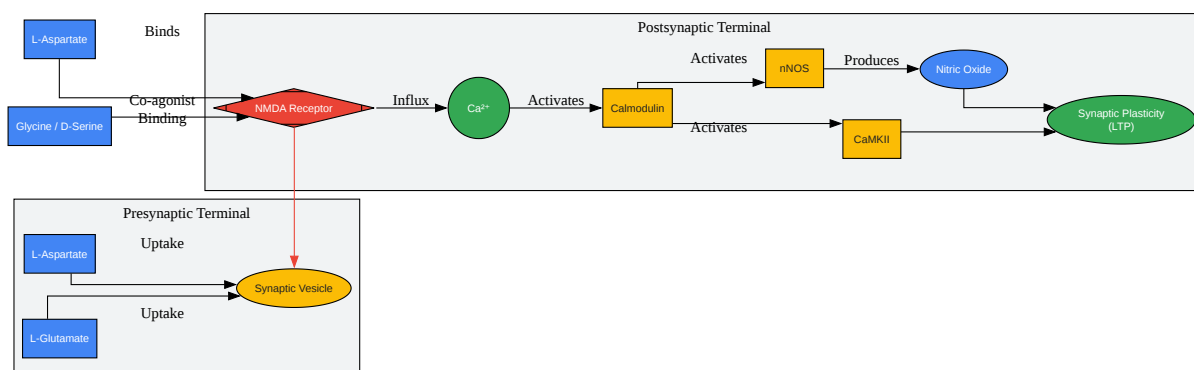 Postsynaptic Terminal
L-Aspartate
Binds
Glycine / D-Serine
Co-agonist
Binding
NMDA Receptor
Influx
Ca²⁺
Activates
Calmodulin
Activates
nNOS
Produces
Nitric Oxide
Activates
CaMKII
Synaptic Plasticity
(LTP)
Presynaptic Terminal
L-Aspartate
Uptake
Synaptic Vesicle
L-Glutamate
Uptake